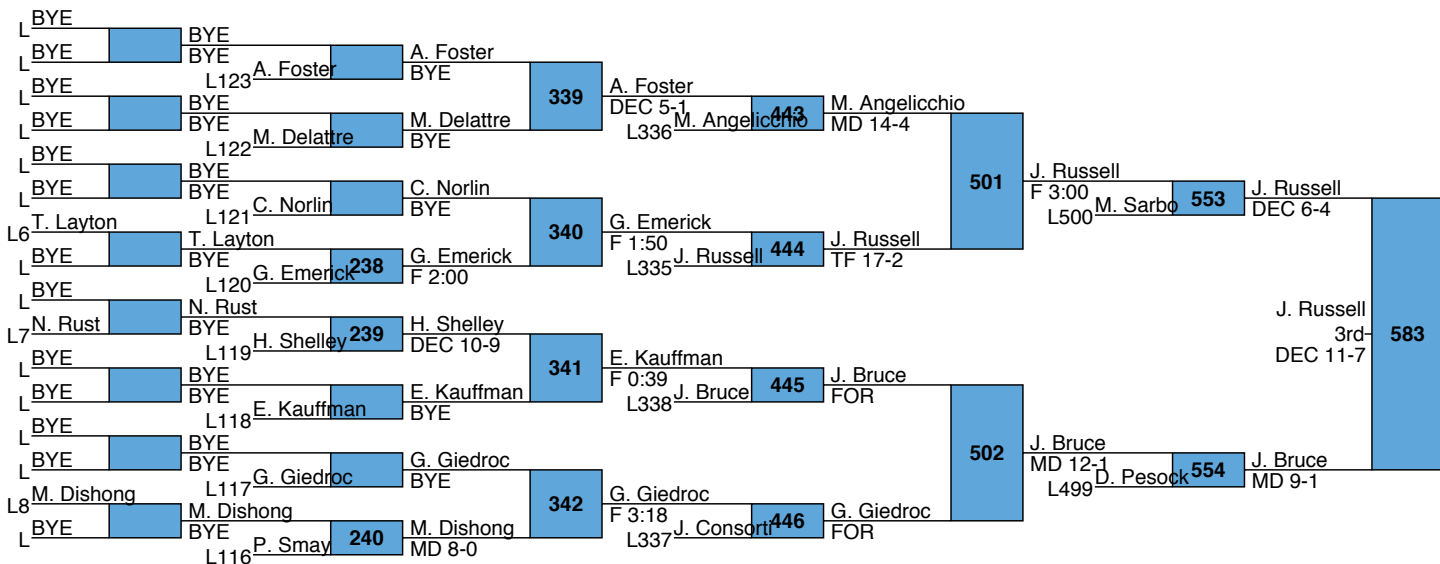 BYE
L
BYE
L
BYE
BYE
L123 A. Foster
A. Foster
BYE
BYE
L
BYE
L
BYE
BYE
L122 M. Delattre
M. Delattre
BYE
339
A. Foster
DEC 5-1
L336 M. Angelicchio
443
M. Angelicchio
MD 14-4
BYE
L
BYE
L
BYE
BYE
L121 C. Norlin
C. Norlin
BYE
L6 T. Layton
BYE
L
T. Layton
BYE
L120 G. Emerick
238
G. Emerick
F 2:00
340
G. Emerick
F 1:50
L335 J. Russell
444
J. Russell
TF 17-2
501
J. Russell
F 3:00
L500 M. Sarbo
553
J. Russell
DEC 6-4
BYE
L
L7 N. Rust
N. Rust
BYE
L119 H. Shelley
239
H. Shelley
DEC 10-9
BYE
L
BYE
L
BYE
BYE
L118 E. Kauffman
E. Kauffman
BYE
341
E. Kauffman
F 0:39
L338 J. Bruce
445
J. Bruce
FOR
BYE
L
BYE
L
BYE
BYE
L117 G. Giedroc
G. Giedroc
BYE
L8 M. Dishong
BYE
L
M. Dishong
BYE
L116 P. Smay
240
M. Dishong
MD 8-0
342
G. Giedroc
F 3:18
L337 J. Consorti
446
G. Giedroc
FOR
502
J. Bruce
MD 12-1
L499 D. Pesock
554
J. Bruce
MD 9-1
583
J. Russell
3rd
DEC 11-7